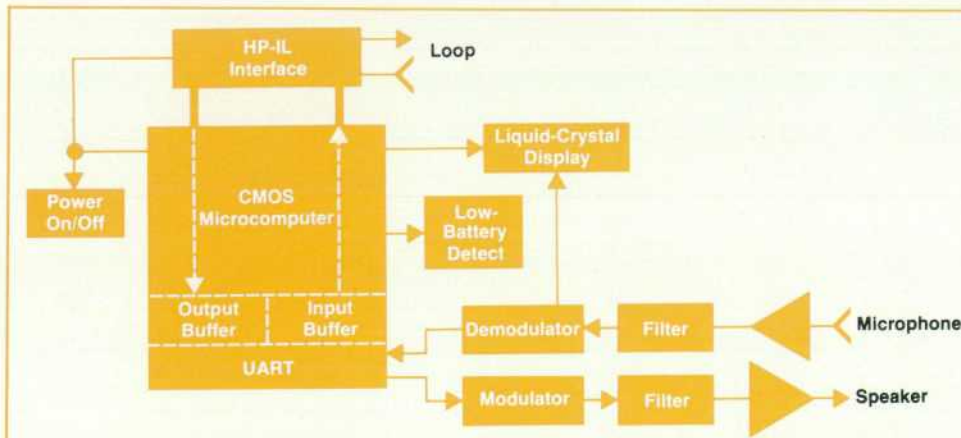 HP-IL
Interface
Loop
Power
On/Off
CMOS
Microcomputer
Liquid-Crystal
Display
Low-
Battery
Detect
Output
Buffer
Input
Buffer
UART
Demodulator
Filter
Microphone
Modulator
Filter
Speaker